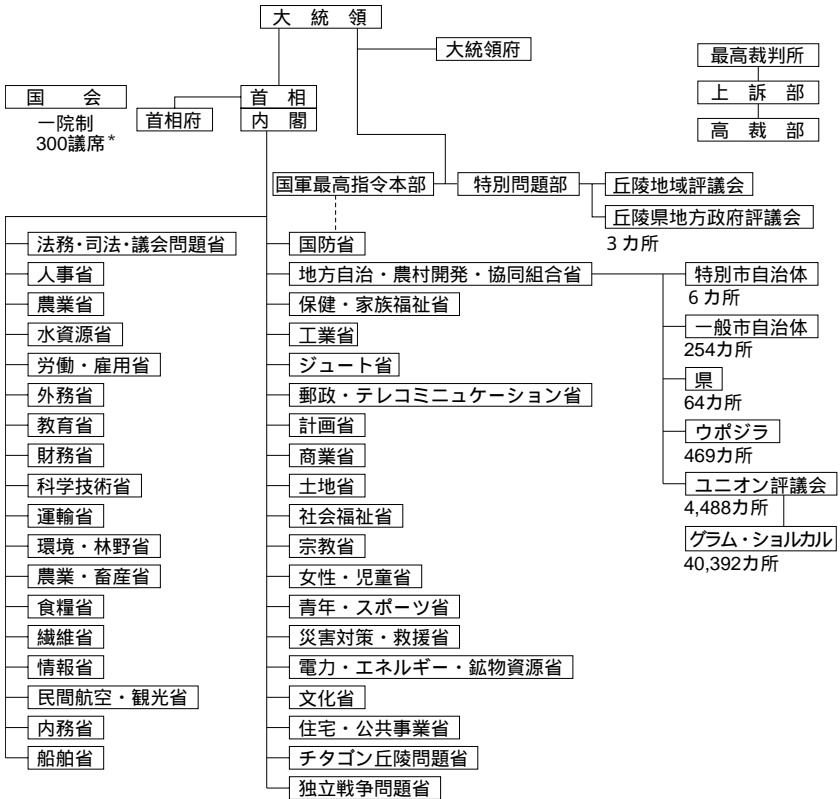 大 統 領
大統領府
最高裁判所
国 会
一院制
300議席*
首 相
首相府
内 閣
上 訴 部
高 裁 部
国軍最高指令本部
特別問題部
丘陵地域評議会
丘陵県地方政府評議会
3 カ所
法務・司法・議会問題省
人事省
農業省
水資源省
労働・雇用省
外務省
教育省
財務省
科学技術省
運輸省
環境・林野省
農業・畜産省
食糧省
繊維省
情報省
民間航空・観光省
内務省
船舶省
国防省
地方自治・農村開発・協同組合省
保健・家族福祉省
工業省
ジュート省
郵政・テレコミニュケーション省
計画省
商業省
土地省
社会福祉省
宗教省
女性・児童省
青年・スポーツ省
災害対策・救援省
電力・エネルギー・鉱物資源省
文化省
住宅・公共事業省
チタゴン丘陵問題省
独立戦争問題省
特別市自治体
6 カ所
一般市自治体
254カ所
県
64カ所
ウポジラ
469カ所
ユニオン評議会
4,488カ所
グラム・ショルカル
40,392カ所